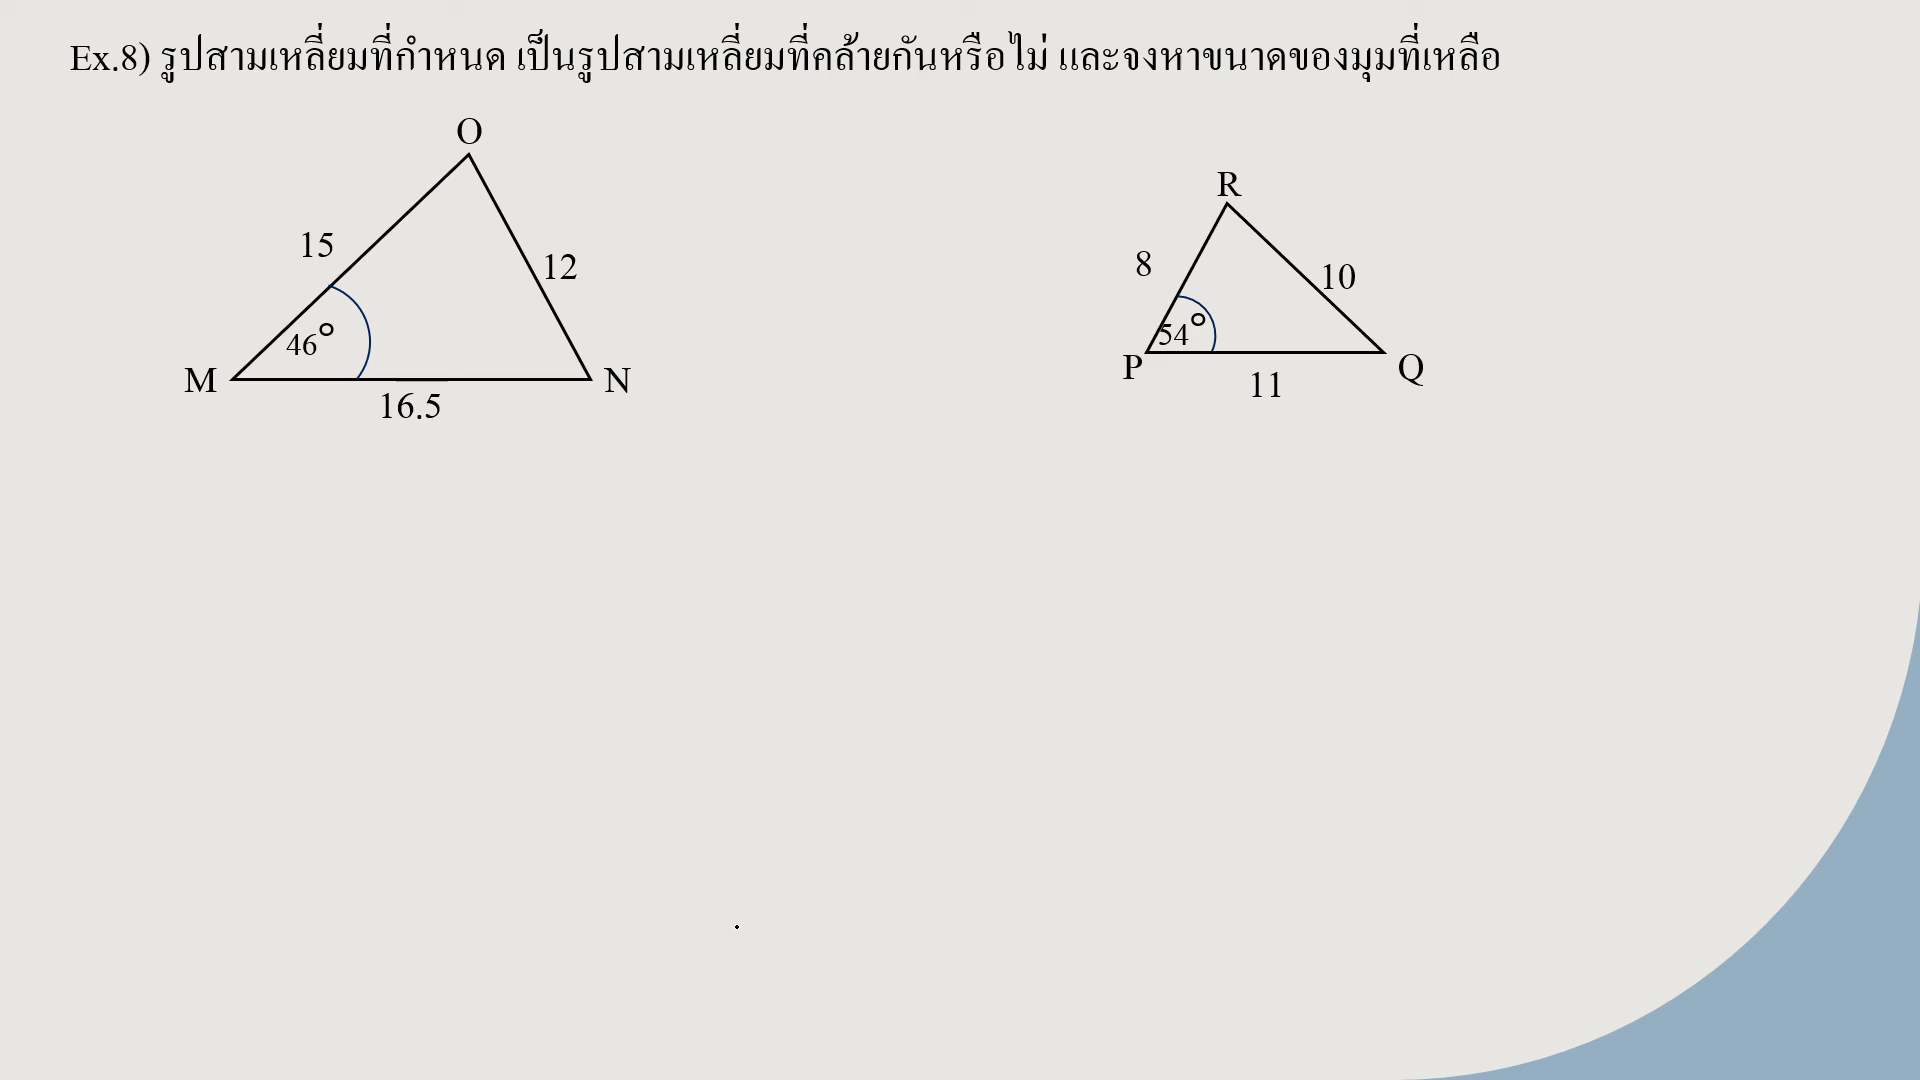 Ex.8) รูปสามเหลี่ยมที่กำหนด เป็นรูปสามเหลี่ยมที่คล้ายกันหรือไม่ และจงหาขนาดของมุมที่เหลือ
O
15
12
46°
M
N
16.5
R
8
10
54°
P
Q
11